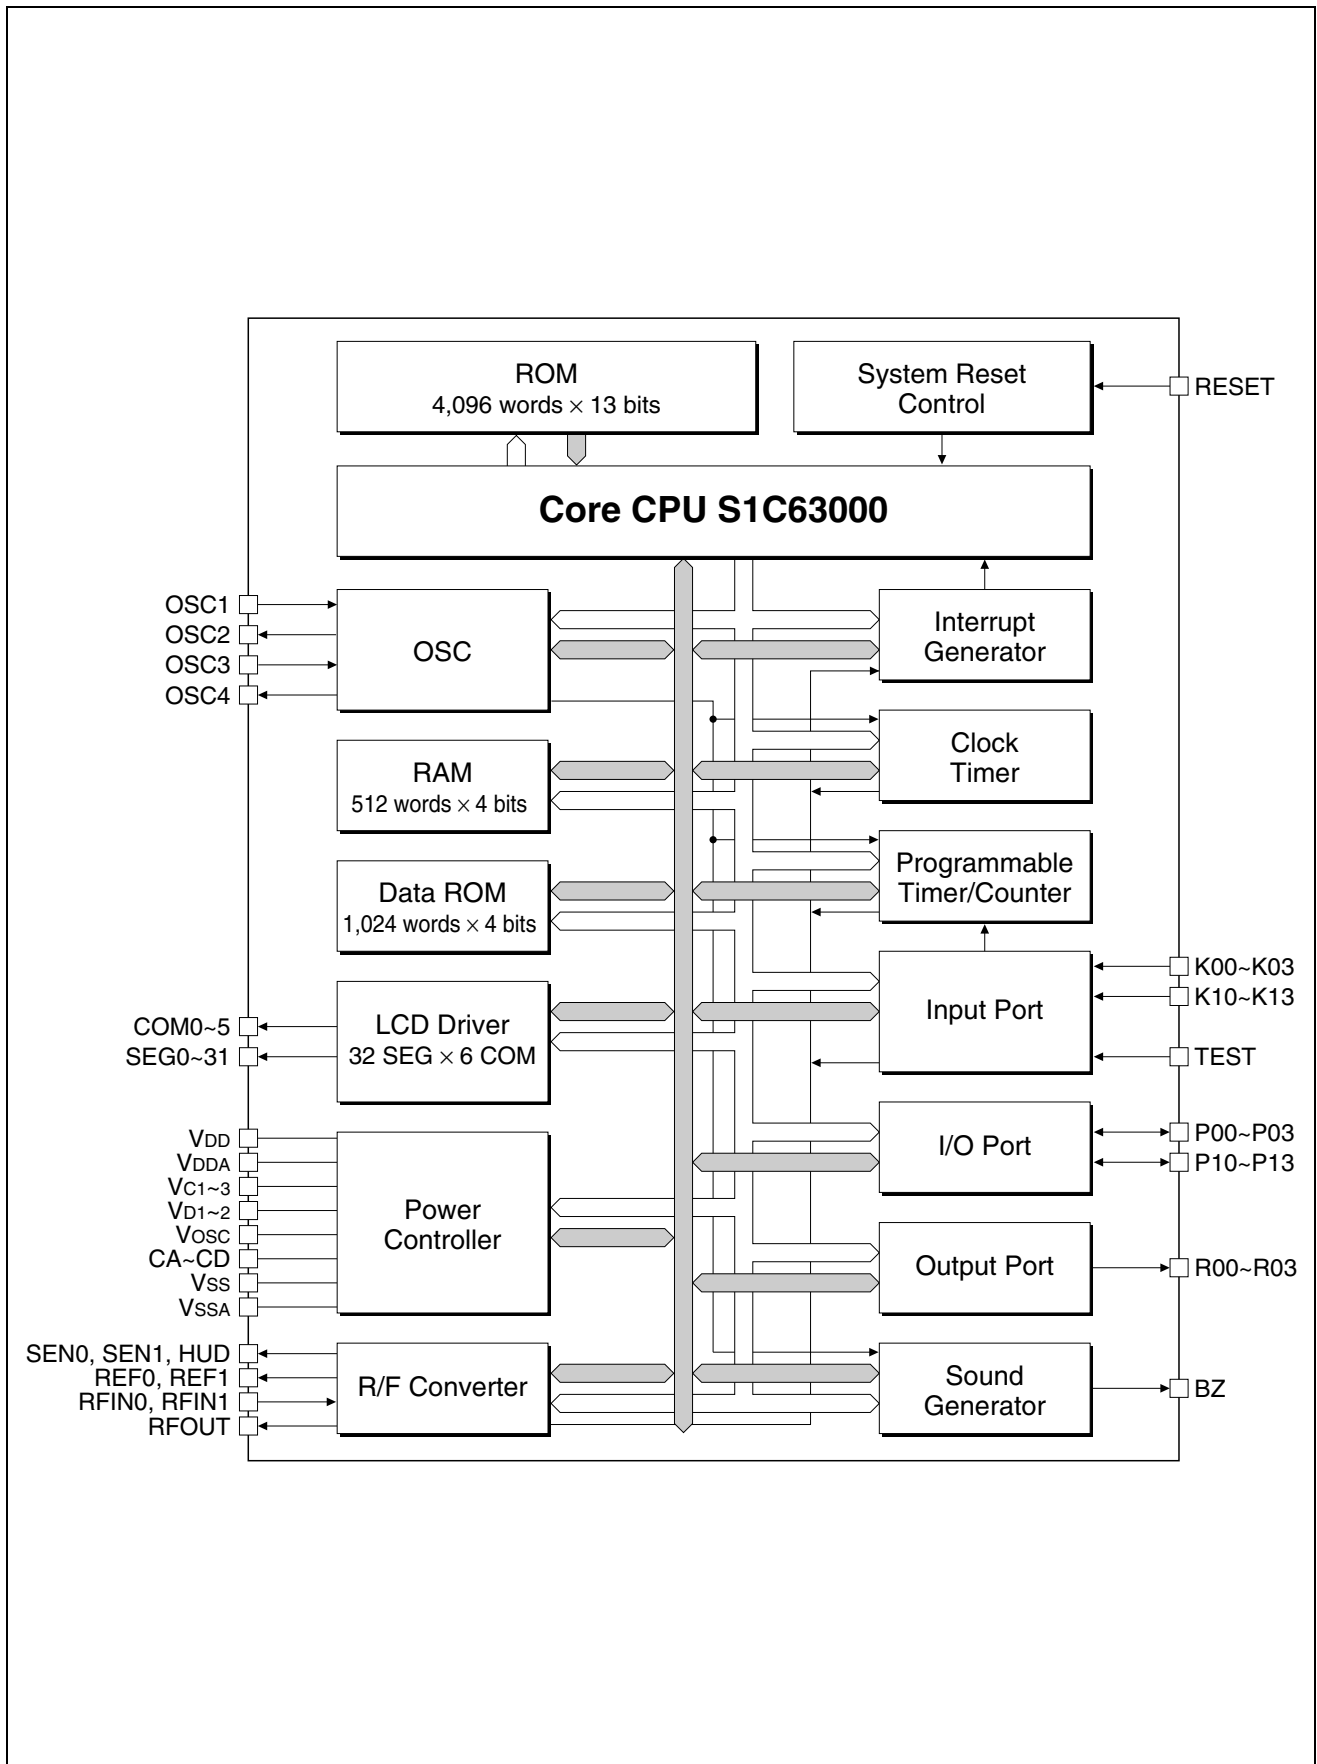 ROM
4,096 words × 13 bits
System Reset
Control
RESET
Core CPU S1C63000
OSC1
OSC2
OSC3
OSC4
OSC
Interrupt
Generator
RAM
512 words × 4 bits
Clock
Timer
Data ROM
1,024 words × 4 bits
Programmable
Timer/Counter
COM0~5
SEG0~31
LCD Driver
32 SEG × 6 COM
Input Port
K00~K03
K10~K13
TEST
VDD
VDDA
VC1~3
VD1~2
VOSC
CA~CD
VSS
VSSA
Power
Controller
I/O Port
P00~P03
P10~P13
Output Port
R00~R03
SEN0, SEN1, HUD
REF0, REF1
RFIN0, RFIN1
RFOUT
R/F Converter
Sound
Generator
BZ